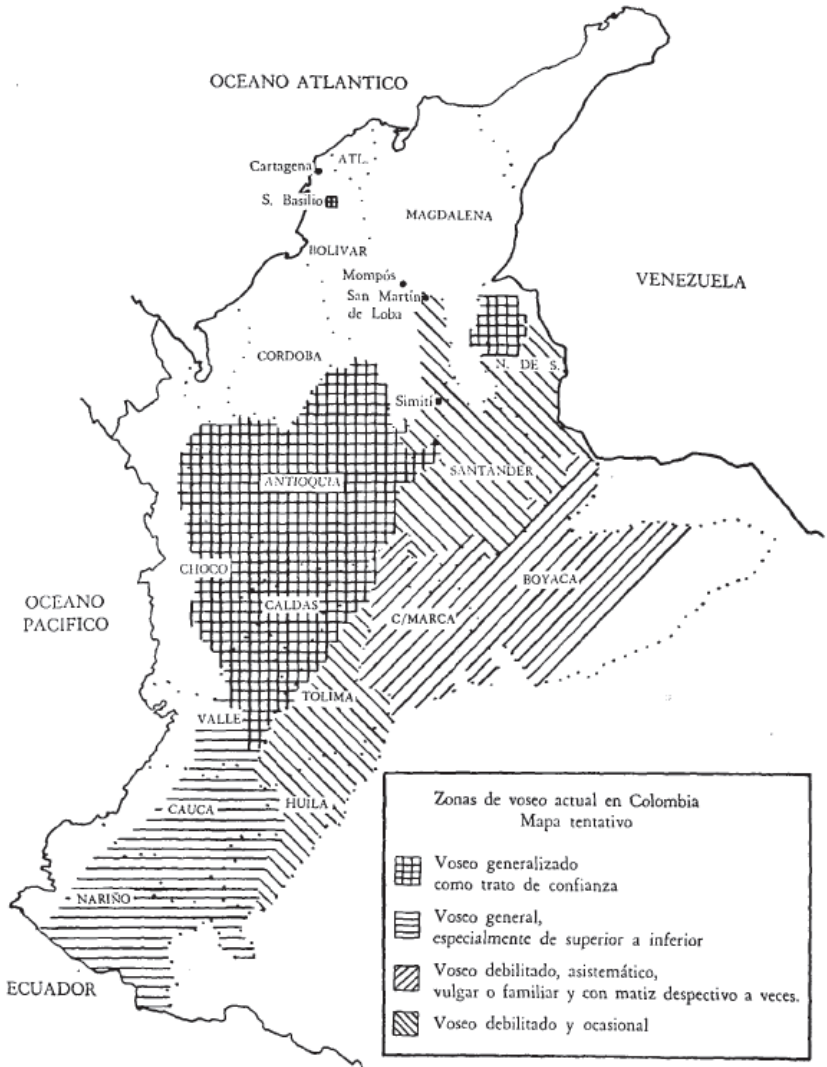 OCEANO ATLANTICO
ATL.
Cartagena
S. Basilio
MAGDALENA
BOLIVAR
Mompós
San Martín
de Loba
VENEZUELA
CORDOBA
N. DE S.
Simití
SANTANDER
ANTIOQUIA
CHOCO
BOYACA
OCEANO
PACIFICO
CALDAS
C/MARCA
TOLIMA
VALLE
HUILA
CAUCA
NARIÑO
ECUADOR
Zonas de voseo actual en Colombia
Mapa tentativo
Voseo generalizado
como trato de confianza
Voseo general,
especialmente de superior a inferior
Voseo debilitado, asistemático,
vulgar o familiar y con matiz despectivo a veces.
Voseo debilitado y ocasional